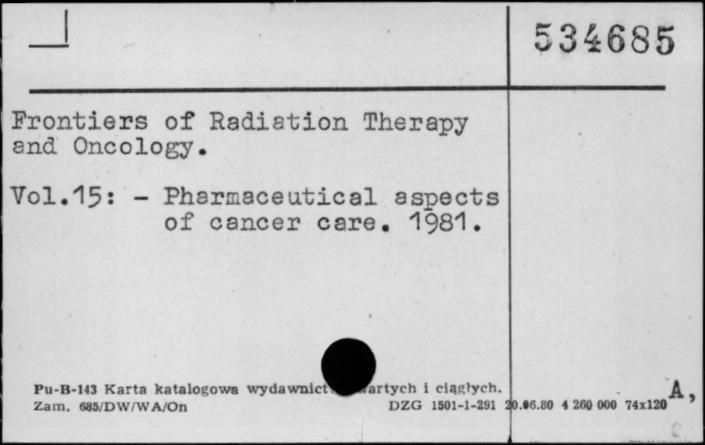 534685
Frontiers of Radiation Therapy
and Oncology.
Vol.15: - Pharmaceutical aspects
of cancer care. 1981.
Pu-B-143 Karta katalogowa wydawnict artych i ciągłych.
Zam. 685/DW/WA/On DZG 1501-1-291 20.06.80 4 260 000 74x120 A,